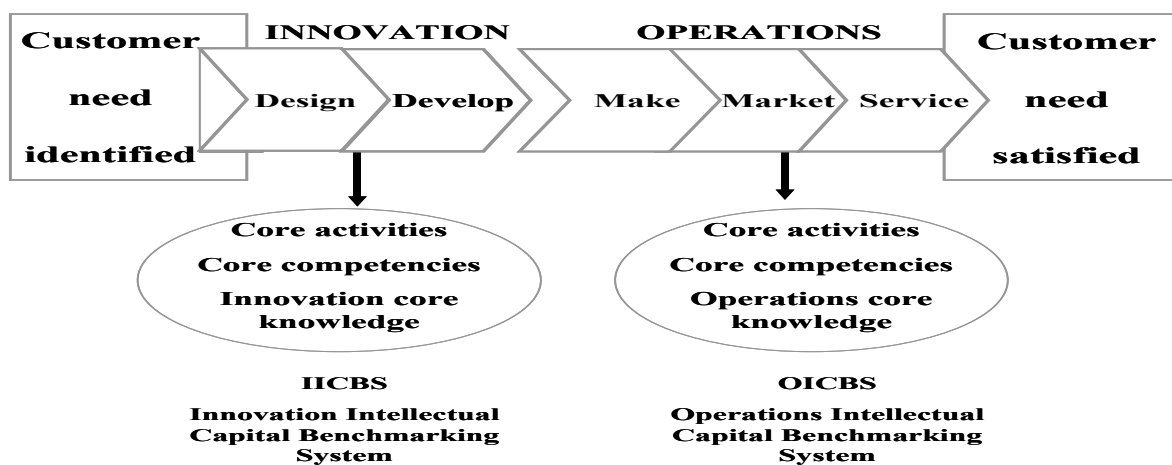 Customer
need
identified
INNOVATION
Design
Develop
OPERATIONS
Make
Market
Service
Customer
need
satisfied
Core activities
Core competencies
Innovation core
knowledge
Core activities
Core competencies
Operations core
knowledge
IICBS
Innovation Intellectual
Capital Benchmarking
System
OICBS
Operations Intellectual
Capital Benchmarking
System